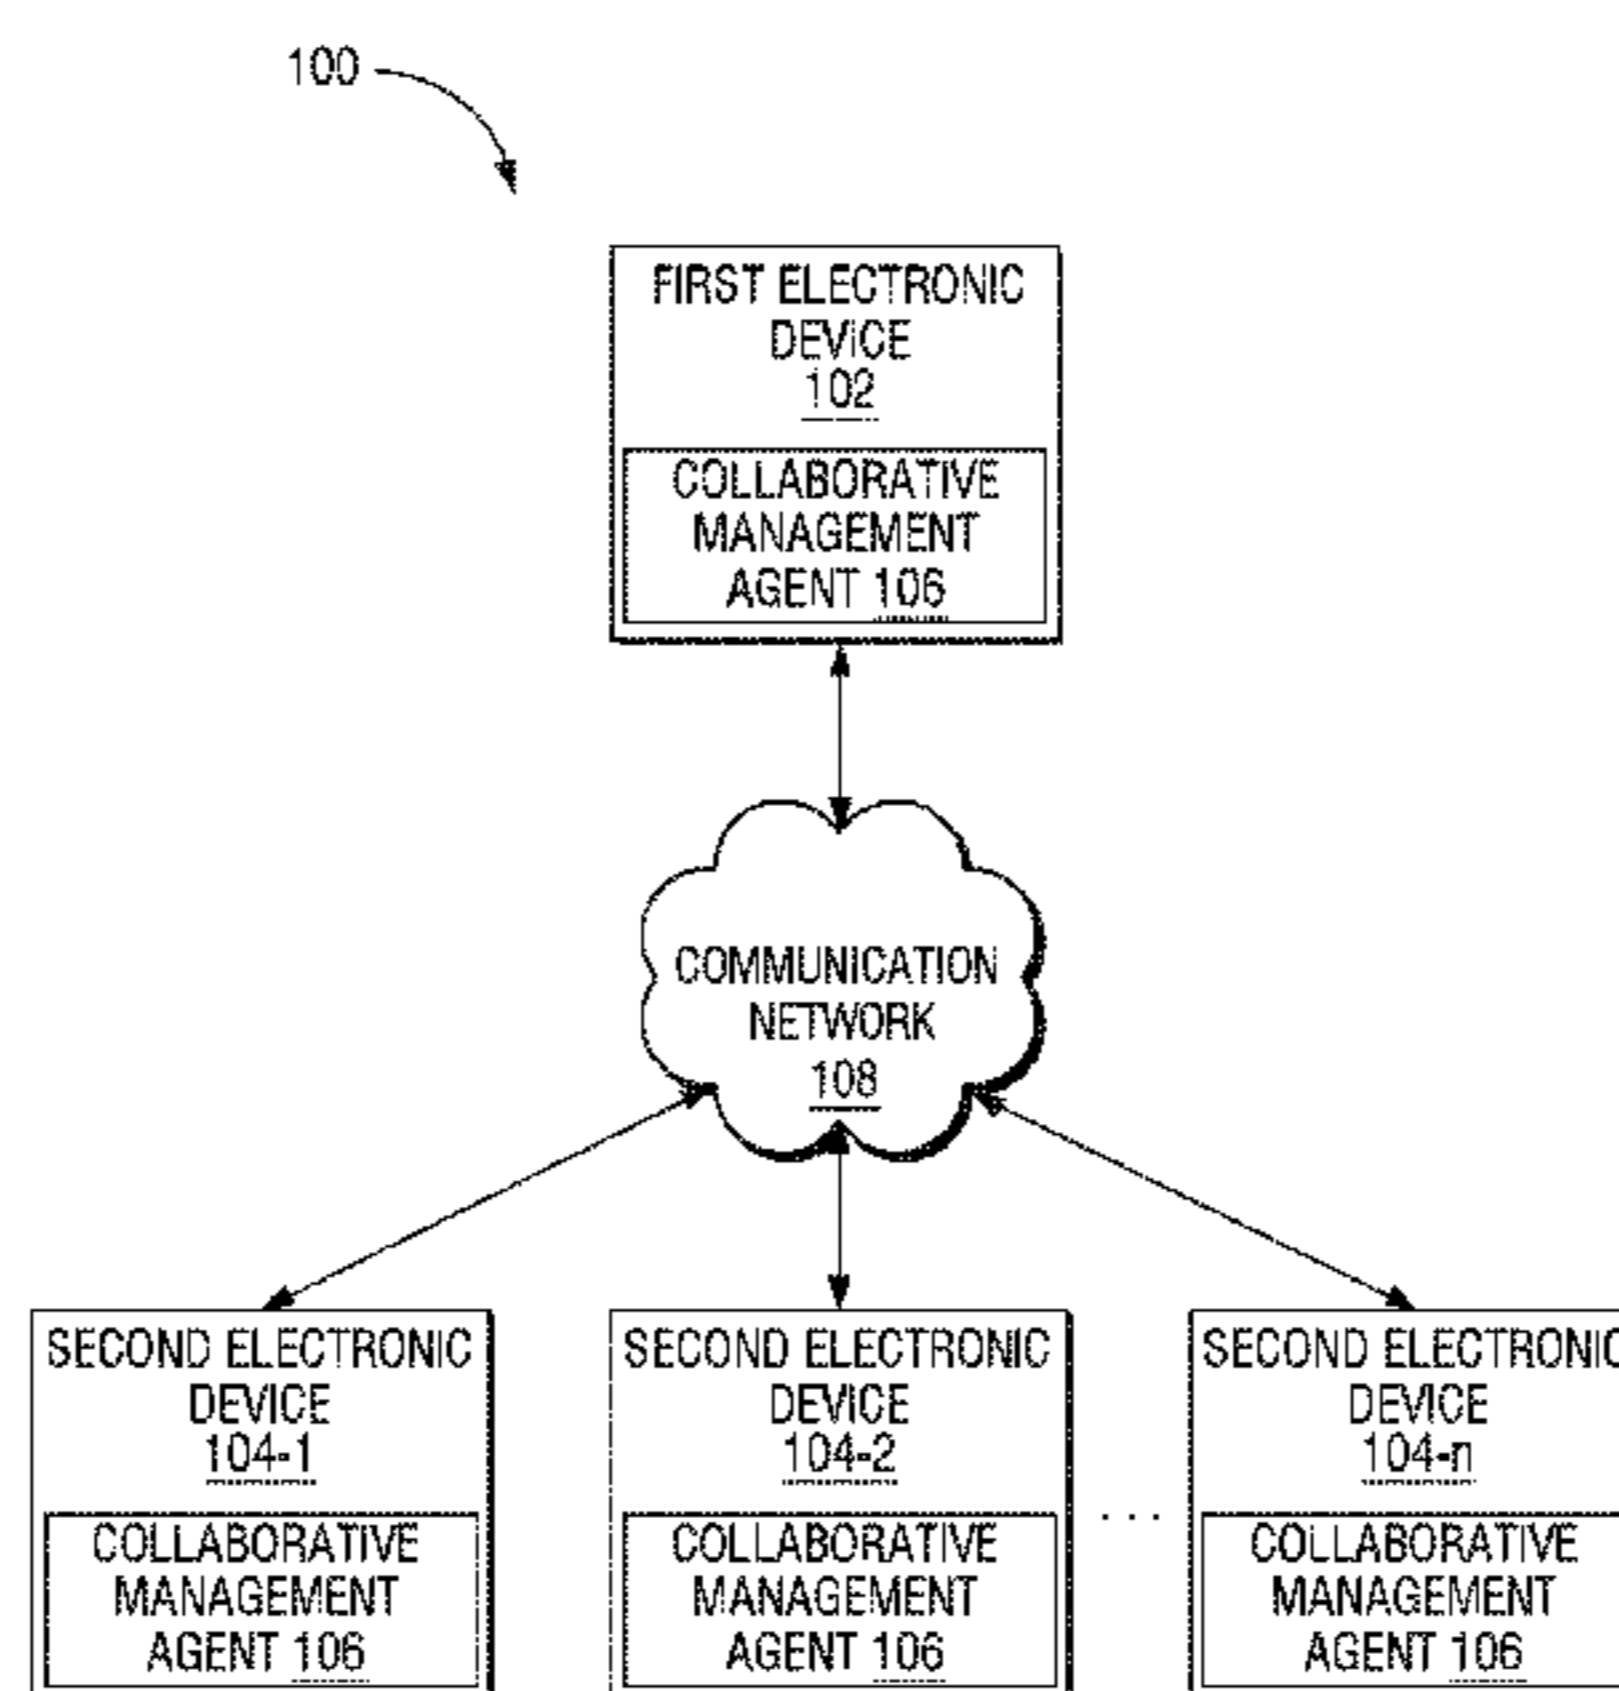 100
FIRST ELECTRONIC
DEVICE
102
COLLABORATIVE
MANAGEMENT
AGENT 106
COMMUNICATION
NETWORK
108
SECOND ELECTRONIC
DEVICE
104-1
COLLABORATIVE
MANAGEMENT
AGENT 106
SECOND ELECTRONIC
DEVICE
104-2
COLLABORATIVE
MANAGEMENT
AGENT 106
. . .
SECOND ELECTRONIC
DEVICE
104-n
COLLABORATIVE
MANAGEMENT
AGENT 106